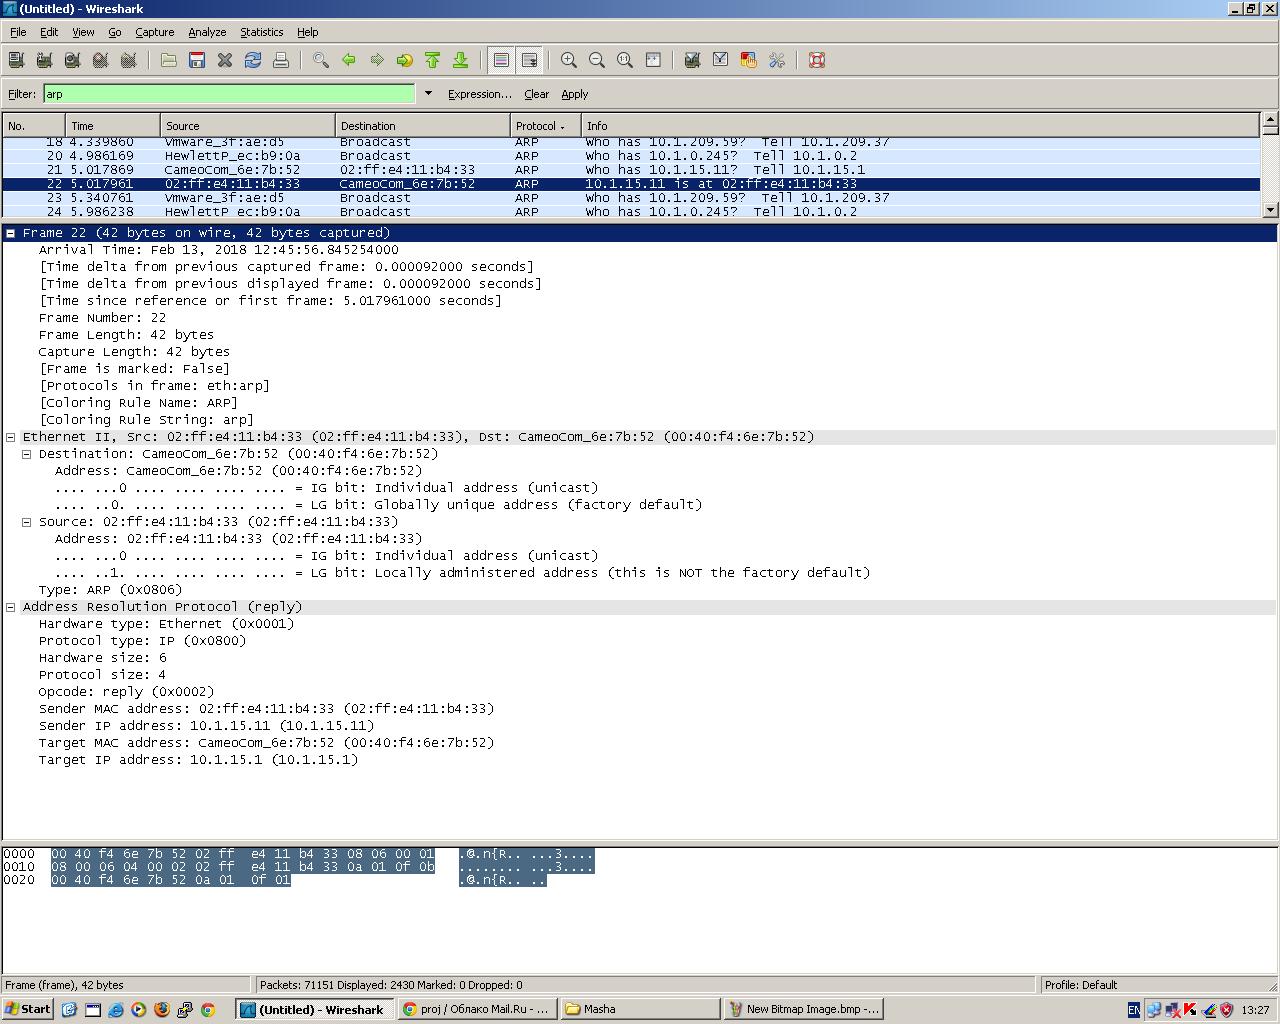 (Untitled) - Wireshark
File Edit View Go Capture Analyze Statistics Help
Filter: arp Expression... Clear Apply
No. Time Source Destination Protocol Info
18 4.339860 Vmware_3f:ae:d5 Broadcast ARP Who has 10.1.209.59? Tell 10.1.209.37
20 4.986169 HewlettP_ec:b9:0a Broadcast ARP Who has 10.1.0.245? Tell 10.1.0.2
21 5.017869 CameoCom_6e:7b:52 02:ff:e4:11:b4:33 ARP Who has 10.1.15.11? Tell 10.1.15.1
22 5.017961 02:ff:e4:11:b4:33 CameoCom_6e:7b:52 ARP 10.1.15.11 is at 02:ff:e4:11:b4:33
23 5.340761 Vmware_3f:ae:d5 Broadcast ARP Who has 10.1.209.59? Tell 10.1.209.37
24 5.986238 HewlettP_ec:b9:0a Broadcast ARP Who has 10.1.0.245? Tell 10.1.0.2
Frame 22 (42 bytes on wire, 42 bytes captured)
Arrival Time: Feb 13, 2018 12:45:56.845254000
[Time delta from previous captured frame: 0.000092000 seconds]
[Time delta from previous displayed frame: 0.000092000 seconds]
[Time since reference or first frame: 5.017961000 seconds]
Frame Number: 22
Frame Length: 42 bytes
Capture Length: 42 bytes
[Frame is marked: False]
[Protocols in frame: eth:arp]
[Coloring Rule Name: ARP]
[Coloring Rule String: arp]
Ethernet II, Src: 02:ff:e4:11:b4:33 (02:ff:e4:11:b4:33), Dst: CameoCom_6e:7b:52 (00:40:f4:6e:7b:52)
Destination: CameoCom_6e:7b:52 (00:40:f4:6e:7b:52)
Address: CameoCom_6e:7b:52 (00:40:f4:6e:7b:52)
.... ...0 .... .... .... .... = IG bit: Individual address (unicast)
.... ..0. .... .... .... .... = LG bit: Globally unique address (factory default)
Source: 02:ff:e4:11:b4:33 (02:ff:e4:11:b4:33)
Address: 02:ff:e4:11:b4:33 (02:ff:e4:11:b4:33)
.... ...0 .... .... .... .... = IG bit: Individual address (unicast)
.... ..1. .... .... .... .... = LG bit: Locally administered address (this is NOT the factory default)
Type: ARP (0x0806)
Address Resolution Protocol (reply)
Hardware type: Ethernet (0x0001)
Protocol type: IP (0x0800)
Hardware size: 6
Protocol size: 4
Opcode: reply (0x0002)
Sender MAC address: 02:ff:e4:11:b4:33 (02:ff:e4:11:b4:33)
Sender IP address: 10.1.15.11 (10.1.15.11)
Target MAC address: CameoCom_6e:7b:52 (00:40:f4:6e:7b:52)
Target IP address: 10.1.15.1 (10.1.15.1)
0000 00 40 f4 6e 7b 52 02 ff e4 11 b4 33 08 06 00 01 .@.n{R.. ...3....
0010 08 00 06 04 00 02 02 ff e4 11 b4 33 0a 01 0f 0b ........ ...3....
0020 00 40 f4 6e 7b 52 0a 01 0f 01 .@.n{R.. ..
Frame (frame), 42 bytes Packets: 71151 Displayed: 2430 Marked: 0 Dropped: 0 Profile: Default
Start (Untitled) - Wireshark proj / Облако Mail.Ru - ... Masha New Bitmap Image.bmp -... EN 13:27